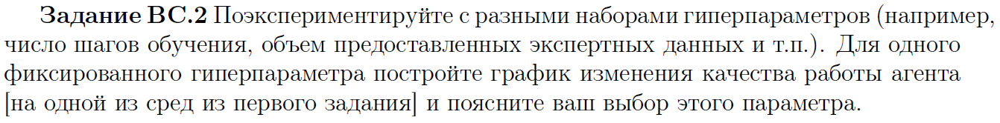 Задание BC.2 Поэкспериментируйте с разными наборами гиперпараметров (например,
число шагов обучения, объем предоставленных экспертных данных и т.п.). Для одного
фиксированного гиперпараметра постройте график изменения качества работы агента
[на одной из сред из первого задания] и поясните ваш выбор этого параметра.